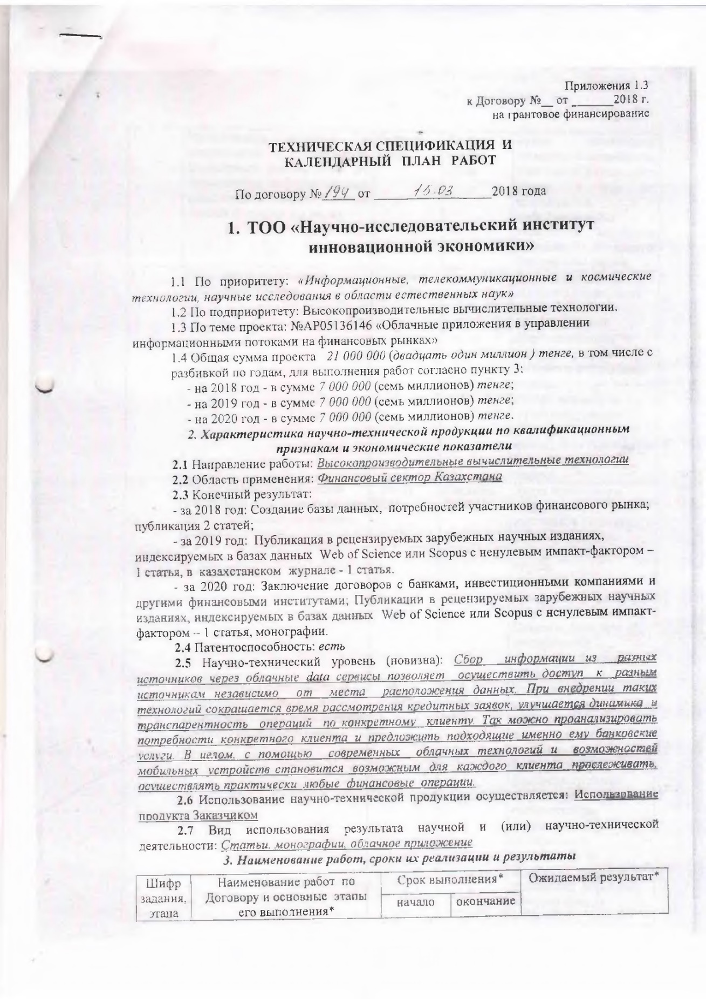 Приложения 1.3
к Договору №__ от _______2018 г.
на грантовое финансирование
ТЕХНИЧЕСКАЯ СПЕЦИФИКАЦИЯ И
КАЛЕНДАРНЫЙ ПЛАН РАБОТ
По договору № 194 от 15.03 2018 года
1. ТОО «Научно-исследовательский институт
инновационной экономики»
1.1 По приоритету: «Информационные, телекоммуникационные и космические
технологии, научные исследования в области естественных наук»
1.2 По подприоритету: Высокопроизводительные вычислительные технологии.
1.3 По теме проекта: №АР05136146 «Облачные приложения в управлении
информационными потоками на финансовых рынках»
1.4 Общая сумма проекта 21 000 000 (двадцать один миллион ) тенге, в том числе с
разбивкой по годам, для выполнения работ согласно пункту 3:
- на 2018 год - в сумме 7 000 000 (семь миллионов) тенге;
- на 2019 год - в сумме 7 000 000 (семь миллионов) тенге;
- на 2020 год - в сумме 7 000 000 (семь миллионов) тенге.
2. Характеристика научно-технической продукции по квалификационным
признакам и экономические показатели
2.1 Направление работы: Высокопроизводительные вычислительные технологии
2.2 Область применения: Финансовый сектор Казахстана
2.3 Конечный результат:
- за 2018 год: Создание базы данных, потребностей участников финансового рынка;
публикация 2 статей;
- за 2019 год: Публикация в рецензируемых зарубежных научных изданиях,
индексируемых в базах данных Web of Science или Scopus с ненулевым импакт-фактором –
1 статья, в казахстанском журнале - 1 статья.
- за 2020 год: Заключение договоров с банками, инвестиционными компаниями и
другими финансовыми институтами; Публикации в рецензируемых зарубежных научных
изданиях, индексируемых в базах данных Web of Science или Scopus с ненулевым импакт-
фактором – 1 статья, монографии.
2.4 Патентоспособность: есть
2.5 Научно-технический уровень (новизна): Сбор информации из разных
источников через облачные data сервисы позволяет осуществить доступ к разным
источникам независимо от места расположения данных. При внедрении таких
технологий сокращается время рассмотрения кредитных заявок, улучшается динамика и
транспарентность операций по конкретному клиенту. Так можно проанализировать
потребности конкретного клиента и предложить подходящие именно ему банковские
услуги. В целом, с помощью современных облачных технологий и возможностей
мобильных устройств становится возможным для каждого клиента прослеживать,
осуществлять практически любые финансовые операции.
2.6 Использование научно-технической продукции осуществляется: Использование
продукта Заказчиком
2.7 Вид использования результата научной и (или) научно-технической
деятельности: Статьи, монографии, облачное приложение
3. Наименование работ, сроки их реализации и результаты
Шифр
задания,
этапа
Наименование работ по
Договору и основные этапы
его выполнения*
Срок выполнения*
начало
окончание
Ожидаемый результат*